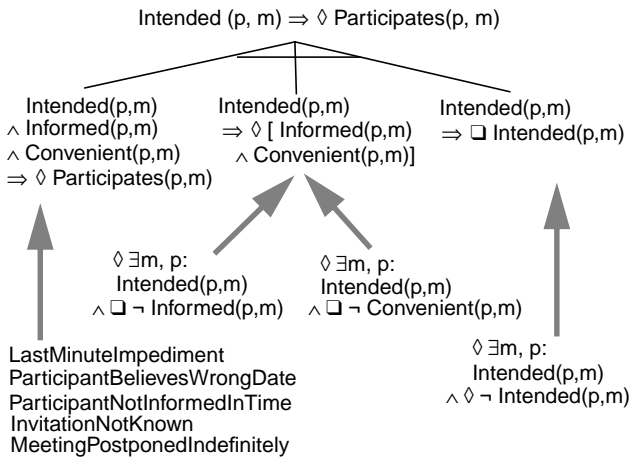 Intended (p, m) ⇒ ◊ Participates(p, m)
Intended(p,m)
∧ Informed(p,m)
∧ Convenient(p,m)
⇒ ◊ Participates(p,m)
Intended(p,m)
⇒ ◊ [ Informed(p,m)
∧ Convenient(p,m)]
Intended(p,m)
⇒ ❑ Intended(p,m)
◊ ∃m, p:
Intended(p,m)
∧ ❑ ¬ Informed(p,m)
◊ ∃m, p:
Intended(p,m)
∧ ❑ ¬ Convenient(p,m)
◊ ∃m, p:
Intended(p,m)
∧ ◊ ¬ Intended(p,m)
LastMinuteImpediment
ParticipantBelievesWrongDate
ParticipantNotInformedInTime
InvitationNotKnown
MeetingPostponedIndefinitely